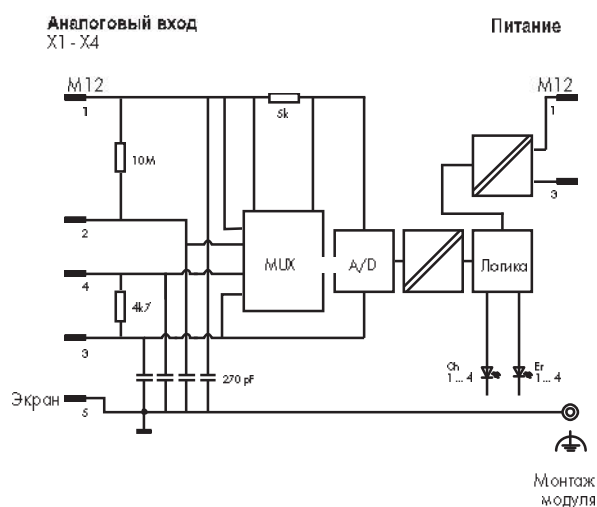 Аналоговый вход
X1 - X4
Питание
M12
M12
1
1
5k
10M
3
2
MUX
A/D
Логика
4
4k7
3
Ch
1... 4
Er
1... 4
270 pF
Экран
5
Монтаж
модуля